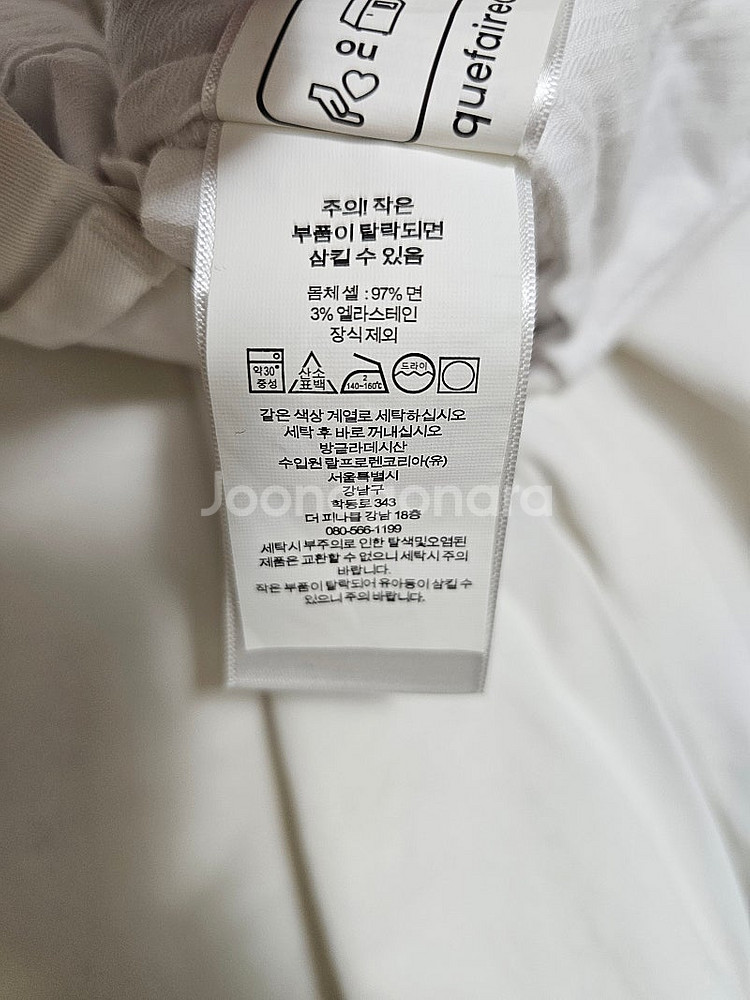 OU
quefaire
주의! 작은
부품이 탈락되면
삼킬 수 있음
몸체 셸 : 97% 면
3% 엘라스테인
장식 제외
약30°
중성
산소
표백
2
140~160℃
드라이
같은 색상 계열로 세탁하십시오
세탁 후 바로 꺼내십시오
방글라데시산
수입원 랄프로렌코리아(유)
서울특별시
강남구
학동로 343
더 피나클 강남 18층
080-566-1199
세탁시 부주의로 인한 탈색및오염된
제품은 교환할 수 없으니 세탁시 주의
바랍니다.
작은 부품이 탈락되어 유아동이 삼킬 수
있으니 주의 바랍니다.
Joongonara